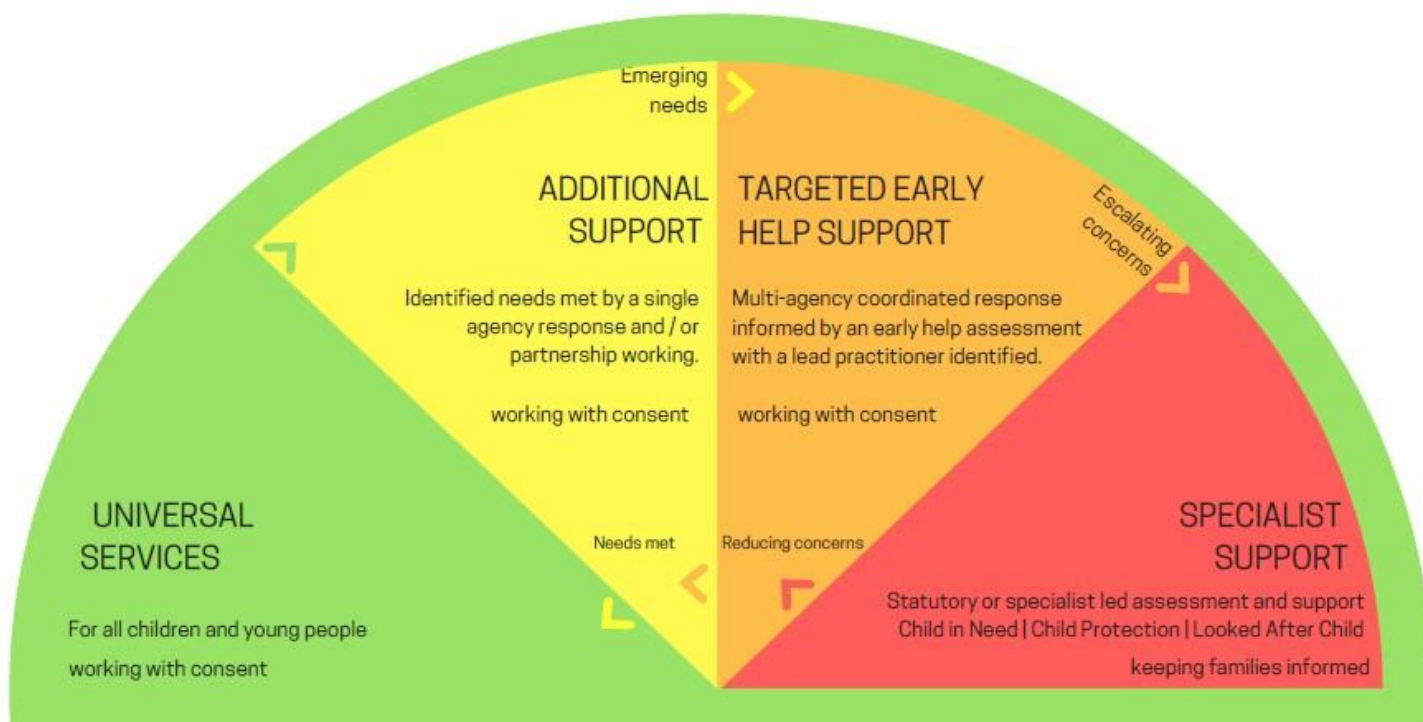 Emerging
needs
ADDITIONAL
SUPPORT
Identified needs met by a single
agency response and / or
partnership working.
working with consent
TARGETED EARLY
HELP SUPPORT
Multi-agency coordinated response
informed by an early help assessment
with a lead practitioner identified.
working with consent
Escalating
concerns
UNIVERSAL
SERVICES
For all children and young people
working with consent
Needs met
Reducing concerns
SPECIALIST
SUPPORT
Statutory or specialist led assessment and support
Child in Need | Child Protection | Looked After Child
keeping families informed